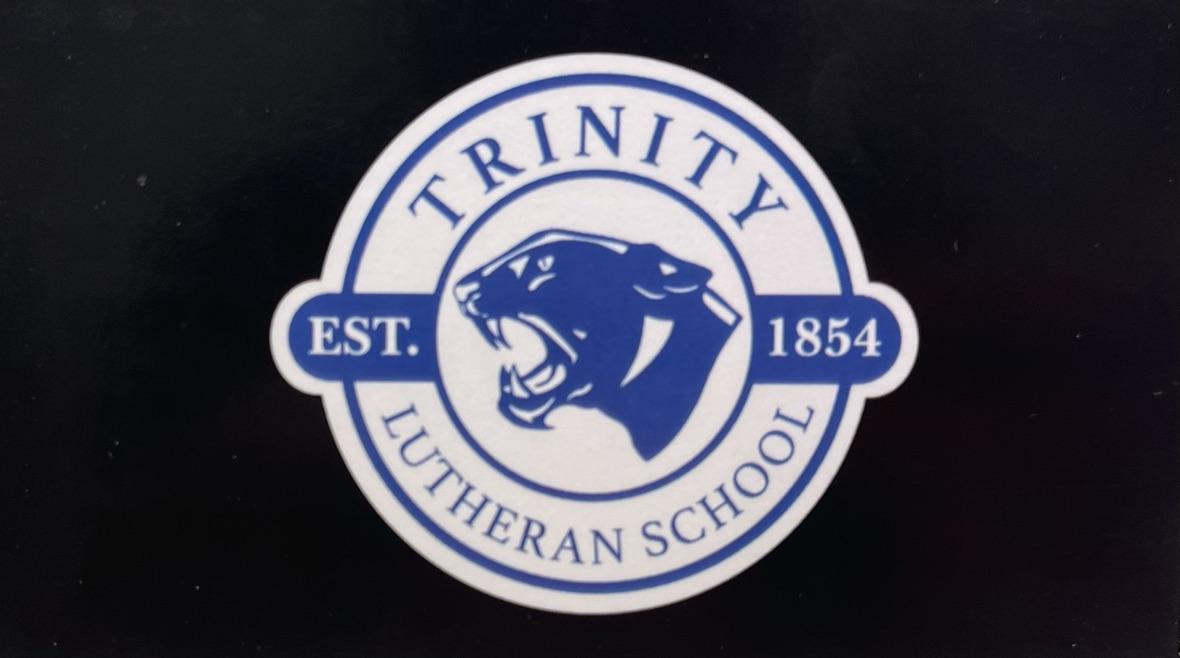 TRINITY
EST. 1854
LUTHERAN SCHOOL